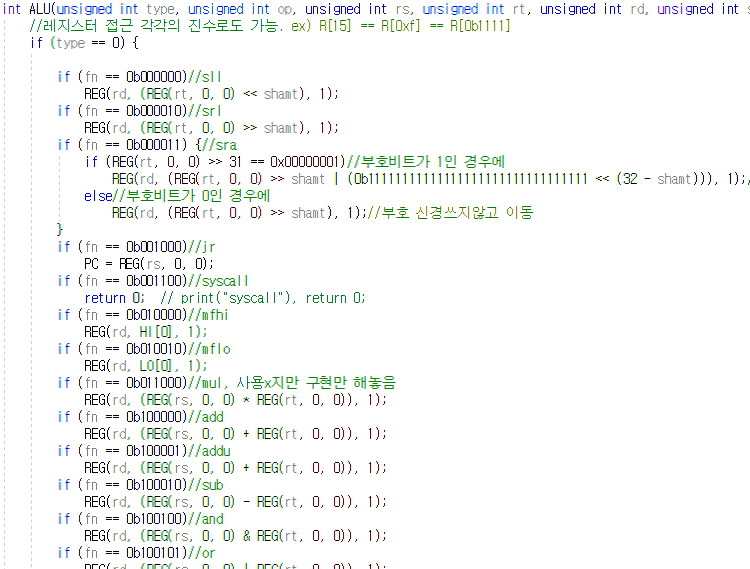 int ALU(unsigned int type, unsigned int op, unsigned int rs, unsigned int rt, unsigned int rd, unsigned int s
//레지스터 접근 각각의 진수로도 가능. ex) R[15] == R[0xf] == R[0b1111]
if (type == 0) {
if (fn == 0b000000)//sll
REG(rd, (REG(rt, 0, 0) << shamt), 1);
if (fn == 0b000010)//srl
REG(rd, (REG(rt, 0, 0) >> shamt), 1);
if (fn == 0b000011) {//sra
if (REG(rt, 0, 0) >> 31 == 0x00000001)//부호비트가 1인 경우에
REG(rd, (REG(rt, 0, 0) >> shamt | (0b11111111111111111111111111111111 << (32 - shamt))), 1);
else//부호비트가 0인 경우에
REG(rd, (REG(rt, 0, 0) >> shamt), 1);//부호 신경쓰지않고 이동
}
if (fn == 0b001000)//jr
PC = REG(rs, 0, 0);
if (fn == 0b001100)//syscall
return 0;  // print("syscall"), return 0;
if (fn == 0b010000)//mfhi
REG(rd, HI[0], 1);
if (fn == 0b010010)//mflo
REG(rd, LO[0], 1);
if (fn == 0b011000)//mul, 사용x지만 구현만 해놓음
REG(rd, (REG(rs, 0, 0) * REG(rt, 0, 0)), 1);
if (fn == 0b100000)//add
REG(rd, (REG(rs, 0, 0) + REG(rt, 0, 0)), 1);
if (fn == 0b100001)//addu
REG(rd, (REG(rs, 0, 0) + REG(rt, 0, 0)), 1);
if (fn == 0b100010)//sub
REG(rd, (REG(rs, 0, 0) - REG(rt, 0, 0)), 1);
if (fn == 0b100100)//and
REG(rd, (REG(rs, 0, 0) & REG(rt, 0, 0)), 1);
if (fn == 0b100101)//or
REG(rd, (REG(rs, 0, 0) | REG(rt, 0, 0)), 1);